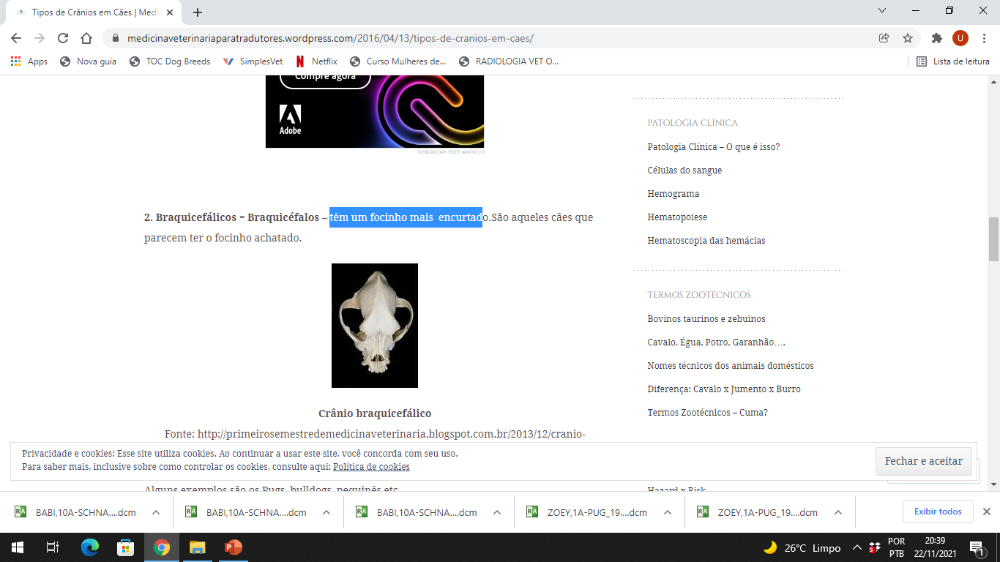 Tipos de Crânios em Cães | Medi
medicinaveterinariaparatradutores.wordpress.com/2016/04/13/tipos-de-cranios-em-caes/
U
Apps
Nova guia
TOC Dog Breeds
SimplesVet
Netflix
Curso Mulheres de...
RADIOLOGIA VET O...
Lista de leitura
Compre agora
Adobe
DENUNCIAR ESTE ANÚNCIO
2. Braquicefálicos = Braquicéfalos – têm um focinho mais  encurtado.São aqueles cães que
parecem ter o focinho achatado.
Crânio braquicefálico
Fonte: http://primeirosemestredemedicinaveterinaria.blogspot.com.br/2013/12/cranio-
Alguns exemplos são os Pugs, bulldogs, pequinês etc
PATOLOGIA CLÍNICA
Patologia Clínica – O que é isso?
Células do sangue
Hemograma
Hematopoiese
Hematoscopia das hemácias
TERMOS ZOOTÉCNICOS
Bovinos taurinos e zebuinos
Cavalo, Égua, Potro, Garanhão….
Nomes técnicos dos animais domésticos
Diferença: Cavalo x Jumento x Burro
Termos Zootécnicos – Cuma?
Hazard x Risk
Privacidade e cookies: Esse site utiliza cookies. Ao continuar a usar este site, você concorda com seu uso.
Para saber mais, inclusive sobre como controlar os cookies, consulte aqui: Política de cookies
Fechar e aceitar
BABI,10A-SCHNA....dcm
BABI,10A-SCHNA....dcm
BABI,10A-SCHNA....dcm
ZOEY,1A-PUG_19....dcm
ZOEY,1A-PUG_19....dcm
Exibir todos
26°C Limpo
POR
PTB
20:39
22/11/2021
1